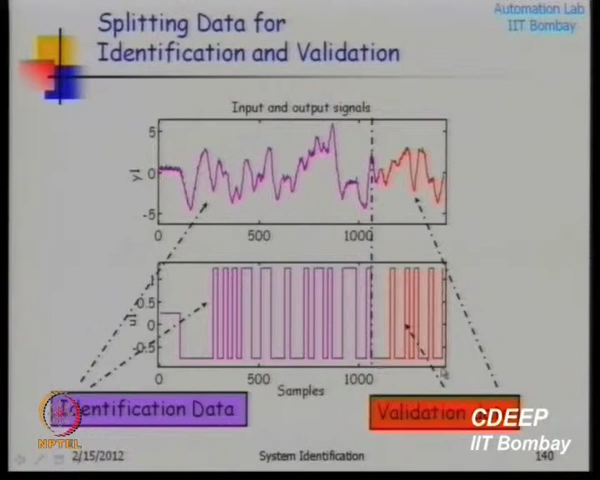 Automation Lab
IIT Bombay
Splitting Data for
Identification and Validation
Input and output signals
y1
5
0
-5
0
500
1000
u1
1
0.5
0
-0.5
0
500
1000
Samples
Identification Data
Validation
CDEEP
IIT Bombay
NPTEL
2/15/2012
System Identification
140